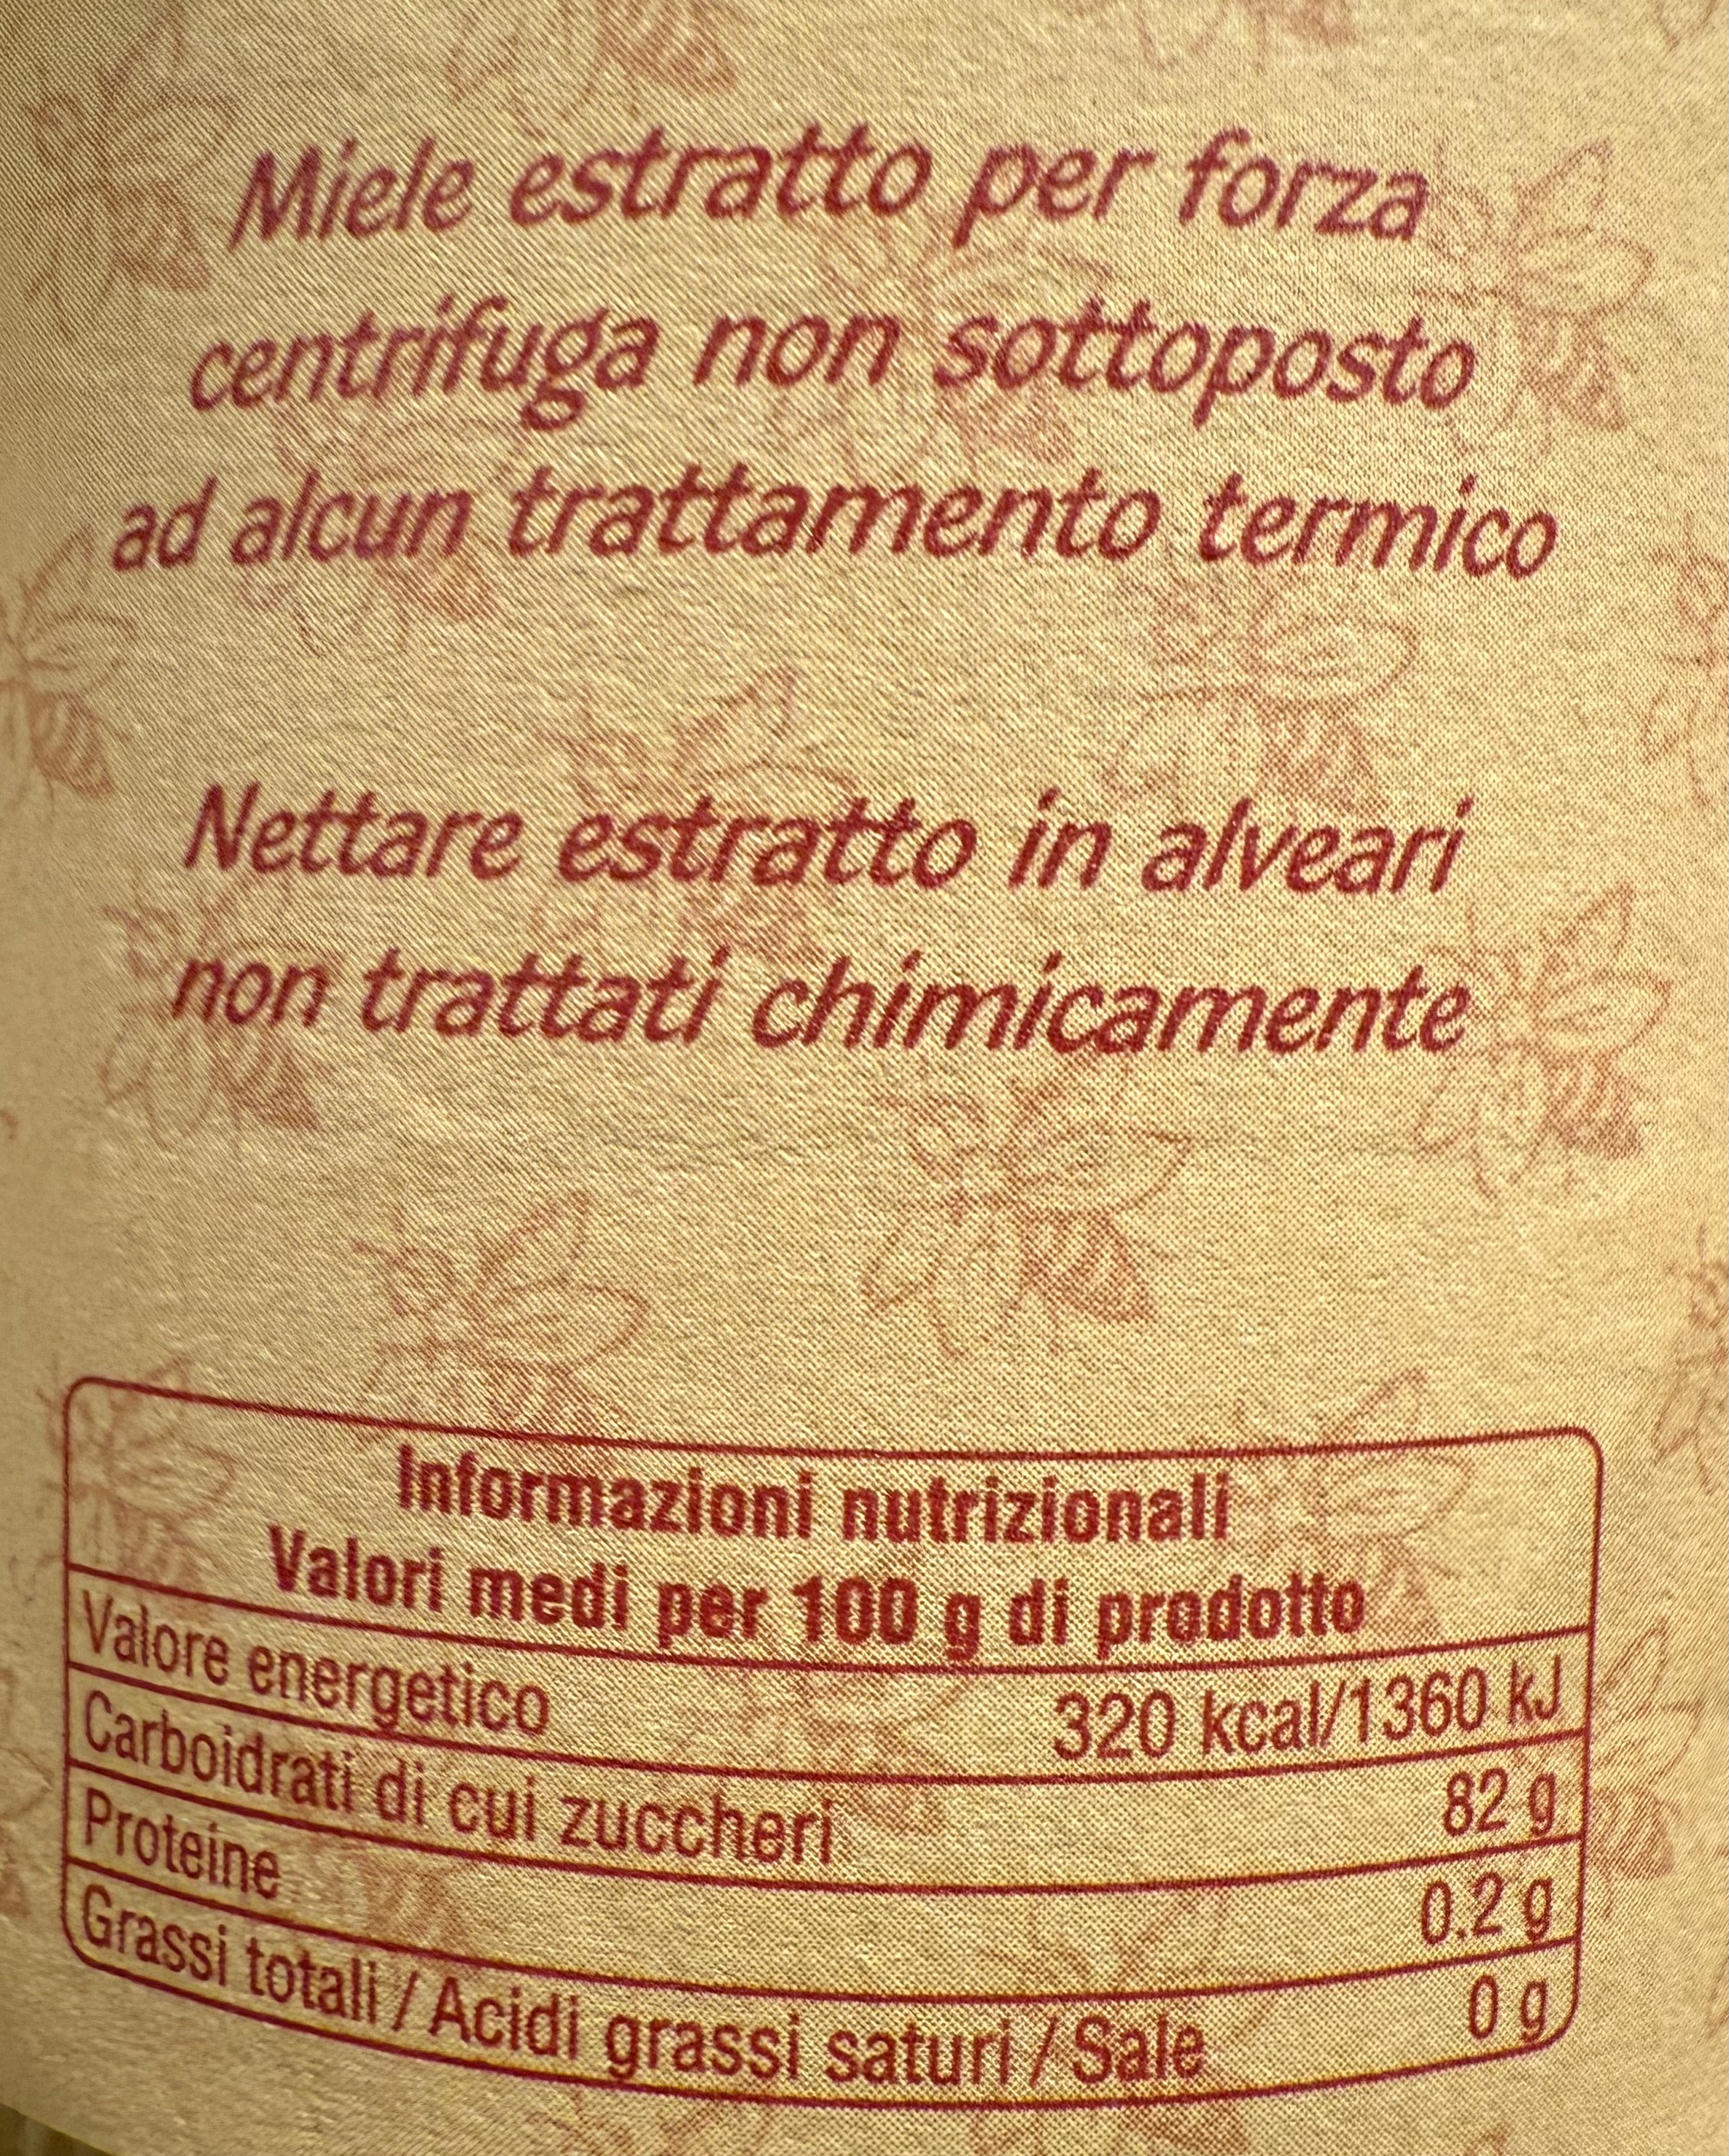 Miele estratto per forza
centrifuga non sottoposto
ad alcun trattamento termico
Nettare estratto in alveari
non trattati chimicamente
Informazioni nutrizionali
Valori medi per 100 g di prodotto
Valore energetico 320 kcal/1360 kJ
Carboidrati di cui zuccheri 82 g
Proteine 0.2 g
Grassi totali / Acidi grassi saturi / Sale 0 g